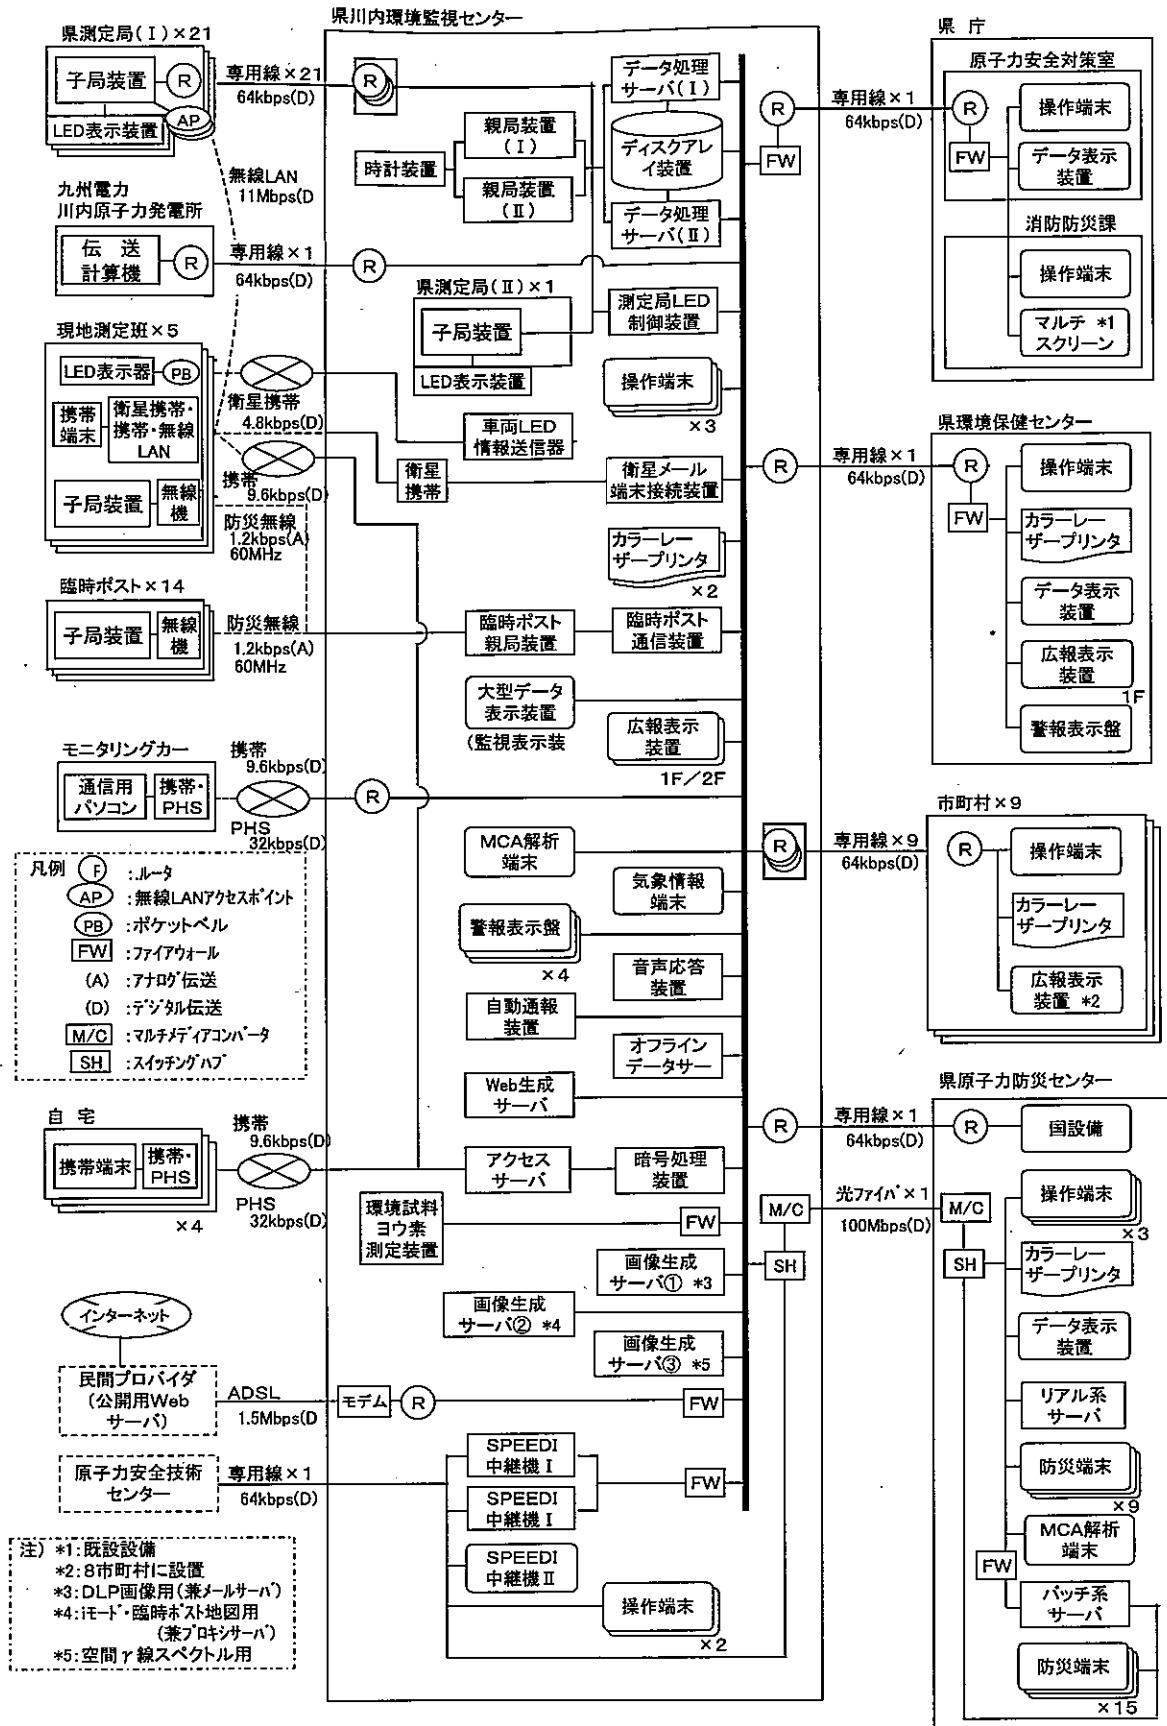 県川内環境監視センター
県測定局(Ⅰ)×21
子局装置
R
AP
LED表示装置
専用線×21
64kbps(D)
R
無線LAN
11Mbps(D
九州電力
川内原子力発電所
伝 送
計算機
R
専用線×1
64kbps(D)
R
現地測定班×5
LED表示器
PB
携帯
端末
衛星携帯・
携帯・無線
LAN
子局装置
無線
機
衛星携帯
4.8kbps(D)
携帯
9.6kbps(D)
防災無線
1.2kbps(A)
60MHz
臨時ポスト×14
子局装置
無線
機
防災無線
1.2kbps(A)
60MHz
モニタリングカー
通信用
パソコン
携帯・
PHS
携帯
9.6kbps(D)
PHS
32kbps(D)
R
凡例
F
:ルータ
AP
:無線LANアクセスポイント
PB
:ポケットベル
FW
:ファイアウォール
(A)
:アナログ伝送
(D)
:デジタル伝送
M/C
:マルチメディアコンバータ
SH
:スイッチングハブ
自 宅
携帯端末
携帯・
PHS
×4
携帯
9.6kbps(D)
PHS
32kbps(D)
インターネット
民間プロバイダ
(公開用Web
サーバ)
ADSL
1.5Mbps(D
モデム
R
FW
原子力安全技術
センター
専用線×1
64kbps(D)
注) *1:既設設備
*2:8市町村に設置
*3:DLP画像用(兼メールサーバ)
*4:iモード・臨時ポスト地図用
(兼プロキシサーバ)
*5:空間γ線スペクトル用
データ処理
サーバ(Ⅰ)
親局装置
(Ⅰ)
時計装置
親局装置
(Ⅱ)
ディスクアレ
イ装置
データ処理
サーバ(Ⅱ)
県測定局(Ⅱ)×1
子局装置
LED表示装置
測定局LED
制御装置
操作端末
×3
車両LED
情報送信器
衛星
携帯
衛星メール
端末接続装置
カラーレー
ザープリンタ
×2
臨時ポスト
親局装置
臨時ポスト
通信装置
大型データ
表示装置
(監視表示装
広報表示
装置
1F/2F
MCA解析
端末
気象情報
端末
警報表示盤
×4
音声応答
装置
自動通報
装置
オフライン
データサー
Web生成
サーバ
アクセス
サーバ
暗号処理
装置
環境試料
ヨウ素
測定装置
FW
画像生成
サーバ① *3
画像生成
サーバ② *4
画像生成
サーバ③ *5
SPEEDI
中継機Ⅰ
SPEEDI
中継機Ⅰ
FW
SPEEDI
中継機Ⅱ
操作端末
×2
R
FW
専用線×1
64kbps(D)
県 庁
原子力安全対策室
R
FW
操作端末
データ表示
装置
消防防災課
操作端末
マルチ *1
スクリーン
R
専用線×1
64kbps(D)
県環境保健センター
R
FW
操作端末
カラーレー
ザープリンタ
データ表示
装置
広報表示
装置
1F
警報表示盤
R
専用線×9
64kbps(D)
市町村×9
R
操作端末
カラーレー
ザープリンタ
広報表示
装置 *2
県原子力防災センター
R
専用線×1
64kbps(D)
R
国設備
M/C
光ファイバ×1
100Mbps(D)
M/C
SH
SH
操作端末
×3
カラーレー
ザープリンタ
データ表示
装置
リアル系
サーバ
防災端末
×9
MCA解析
端末
FW
バッチ系
サーバ
防災端末
×15